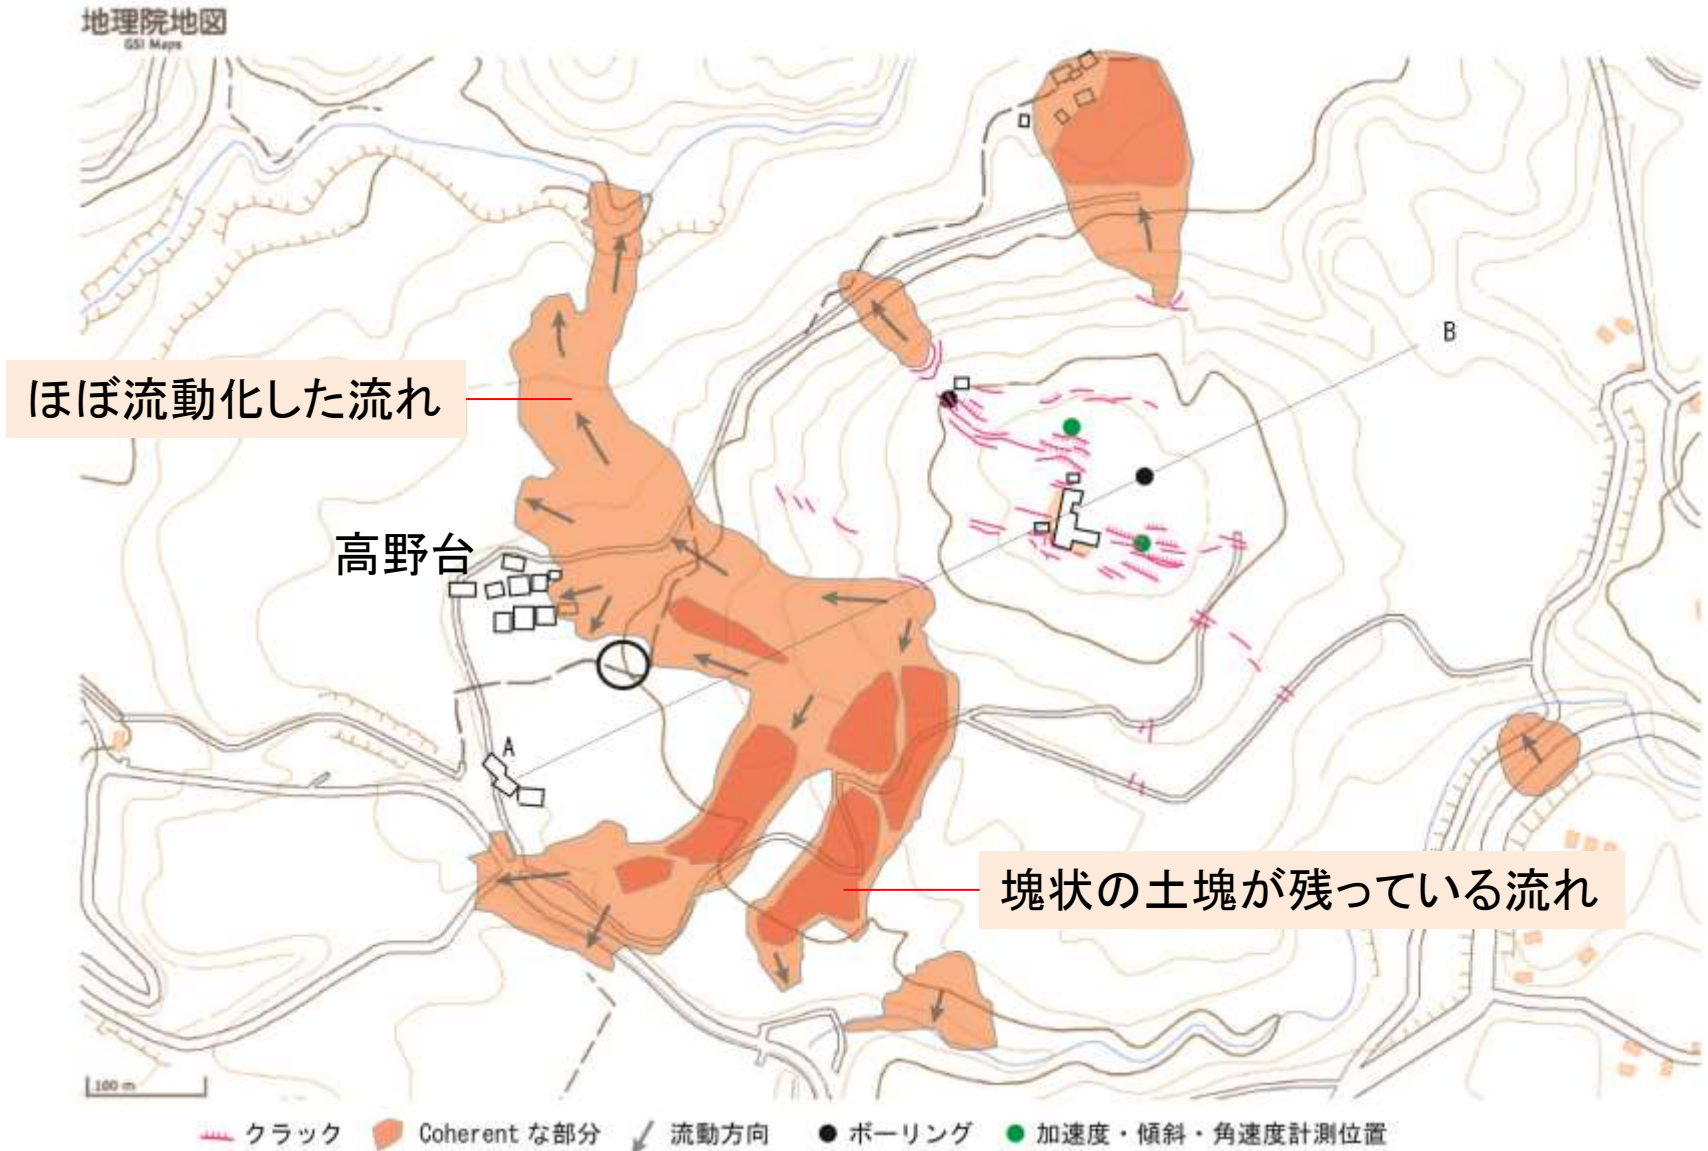 地理院地図
GSI Maps
B
ほぼ流動化した流れ
高野台
A
塊状の土塊が残っている流れ
100 m
クラック Coherent な部分 流動方向 ボーリング 加速度・傾斜・角速度計測位置